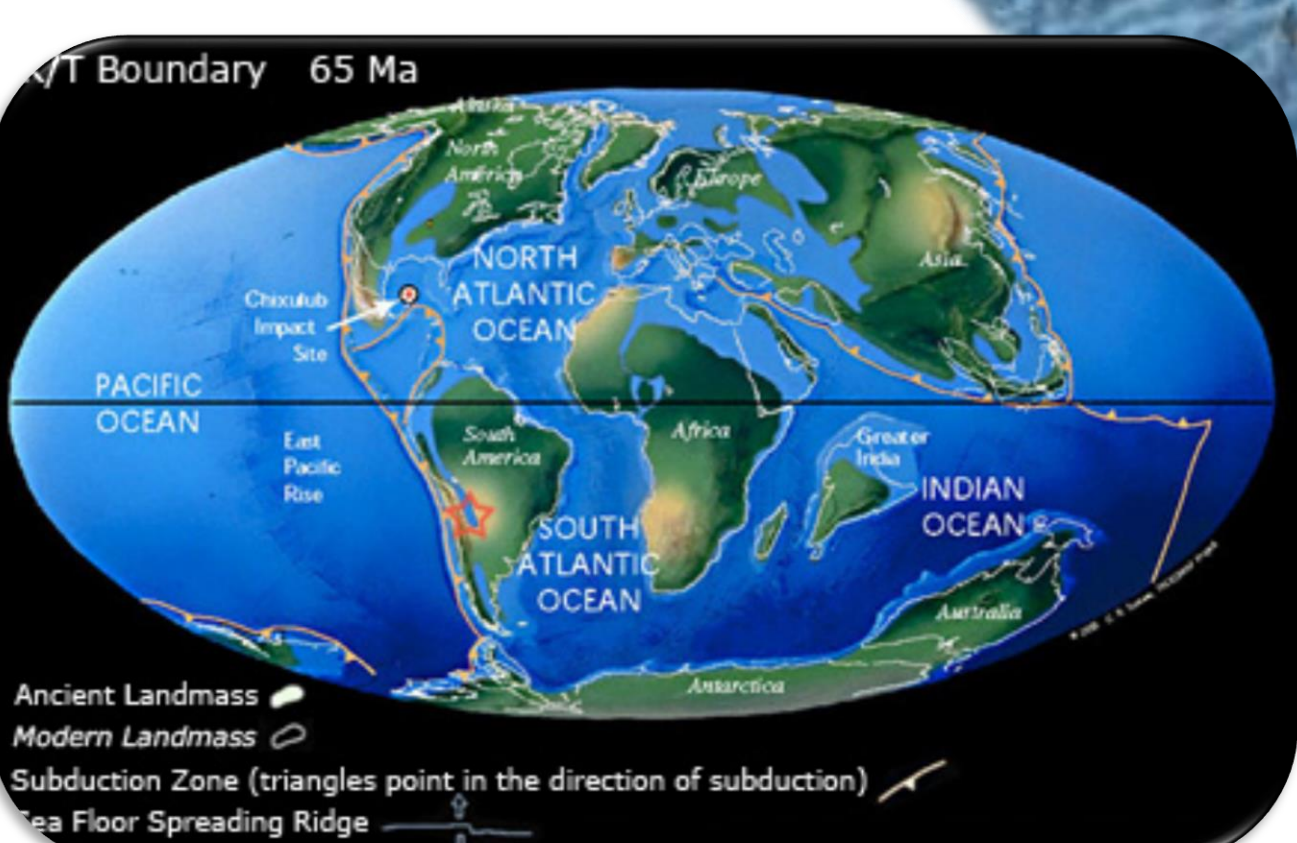 K/T Boundary 65 Ma
Alaska
North
America
Europe
Asia
NORTH
ATLANTIC
OCEAN
Chixulub
Impact
Site
PACIFIC
OCEAN
East
Pacific
Rise
South
America
Africa
Greater
India
INDIAN
OCEAN
SOUTH
ATLANTIC
OCEAN
Australia
Antarctica
Ancient Landmass
Modern Landmass
Subduction Zone (triangles point in the direction of subduction)
Sea Floor Spreading Ridge